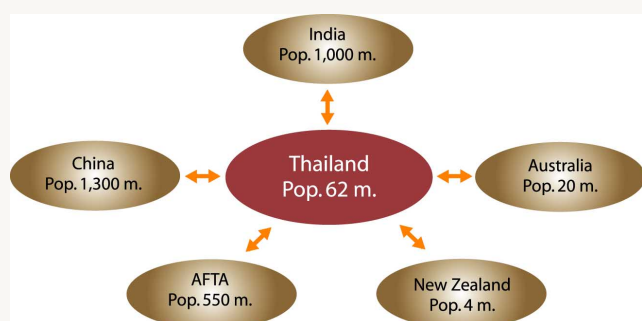 India
Pop. 1,000 m.
China
Pop. 1,300 m.
Thailand
Pop. 62 m.
Australia
Pop. 20 m.
AFTA
Pop. 550 m.
New Zealand
Pop. 4 m.